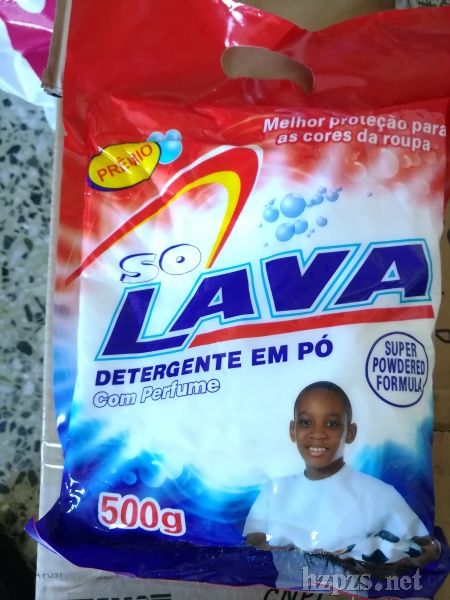 Melhor proteção para
as cores da roupa
PRÊMIO
SO
LAVA
DETERGENTE EM PÓ
Com Perfume
SUPER
POWDERED
FORMULA
500g
hzpzs.net